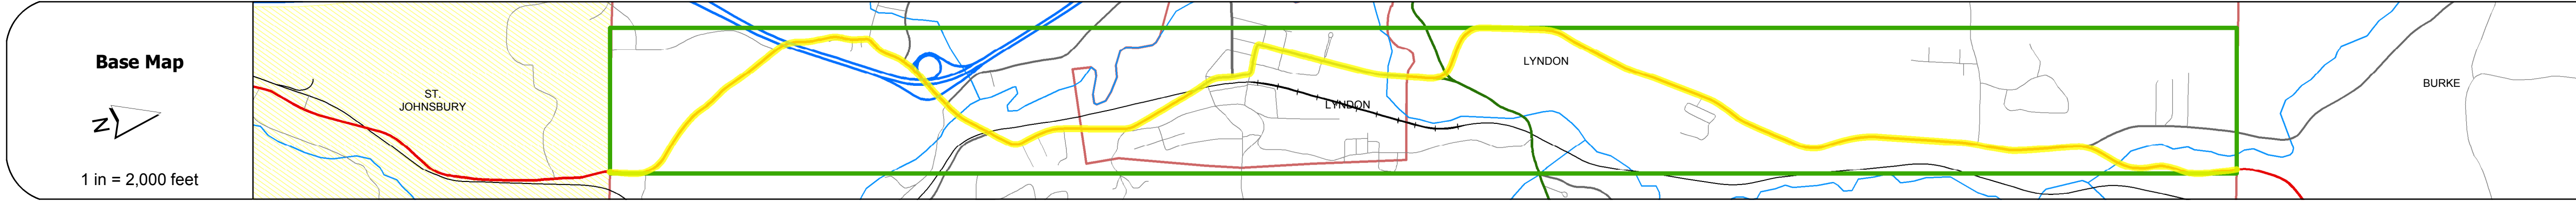 Base Map
N
1 in = 2,000 feet
ST.
JOHNSBURY
LYNDON
LYNDON
BURKE